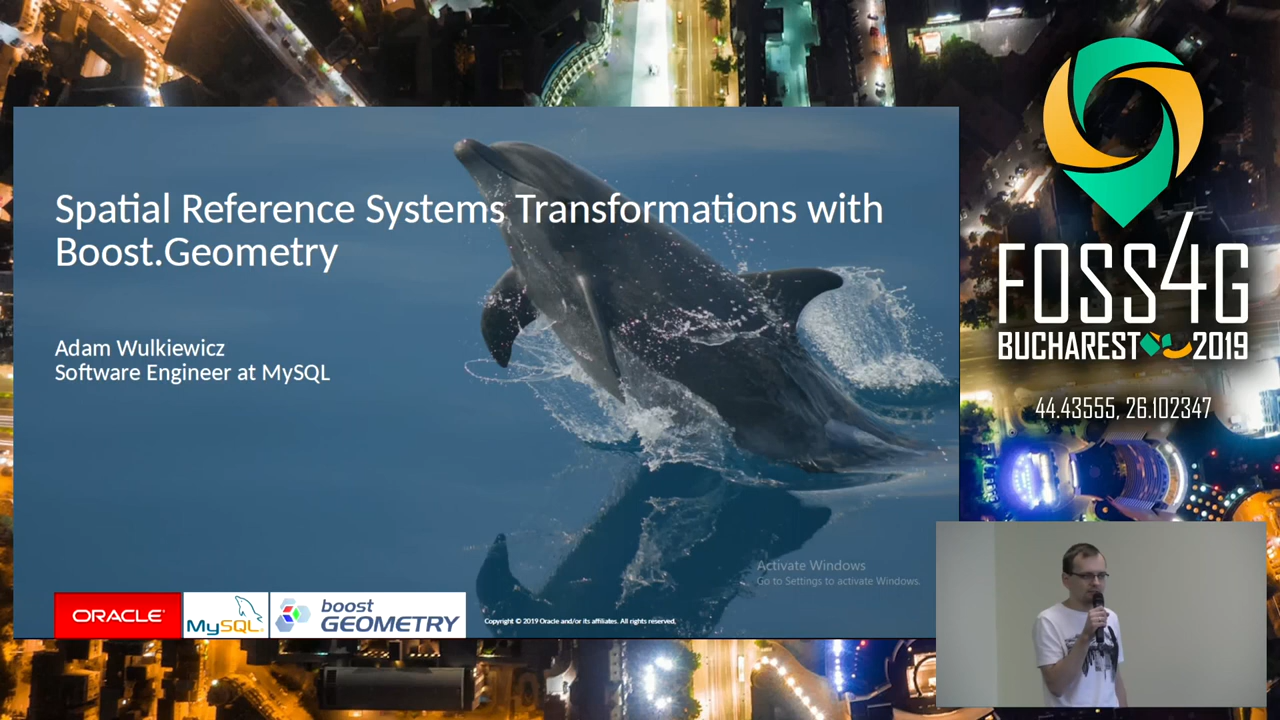 Spatial Reference Systems Transformations with
Boost.Geometry
Adam Wulkiewicz
Software Engineer at MySQL
Activate Windows
Go to Settings to activate Windows.
ORACLE
MySQL
boost
GEOMETRY
Copyright © 2019 Oracle and/or its affiliates. All rights reserved.
FOSS4G
BUCHAREST 2019
44.43555, 26.102347